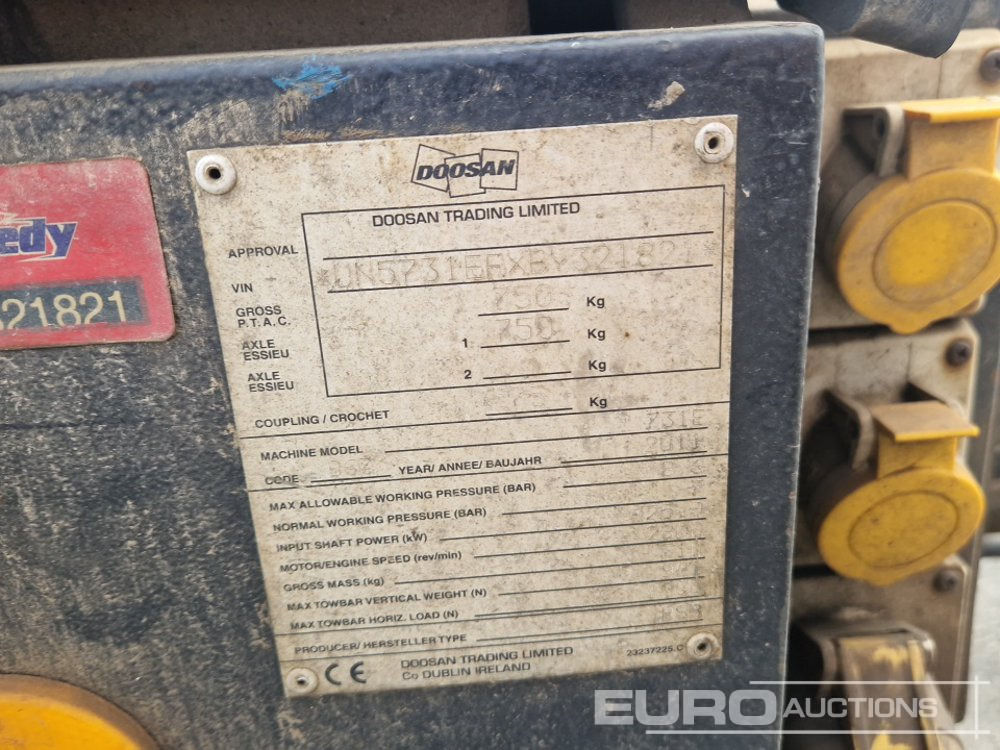 edy
21821
DOOSAN
DOOSAN TRADING LIMITED
APPROVAL
VIN
GROSS
P.T.A.C. 750 Kg
AXLE
ESSIEU 1 750 Kg
AXLE
ESSIEU 2 Kg
COUPLING / CROCHET Kg
MACHINE MODEL 731E
CODE YEAR/ ANNEE/ BAUJAHR
MAX ALLOWABLE WORKING PRESSURE (BAR)
NORMAL WORKING PRESSURE (BAR)
INPUT SHAFT POWER (kW)
MOTOR/ENGINE SPEED (rev/min)
GROSS MASS (kg)
MAX TOWBAR VERTICAL WEIGHT (N)
MAX TOWBAR HORIZ. LOAD (N)
PRODUCER/ HERSTELLER TYPE
CE DOOSAN TRADING LIMITED 23237225.C
Co DUBLIN IRELAND
EURO AUCTIONS